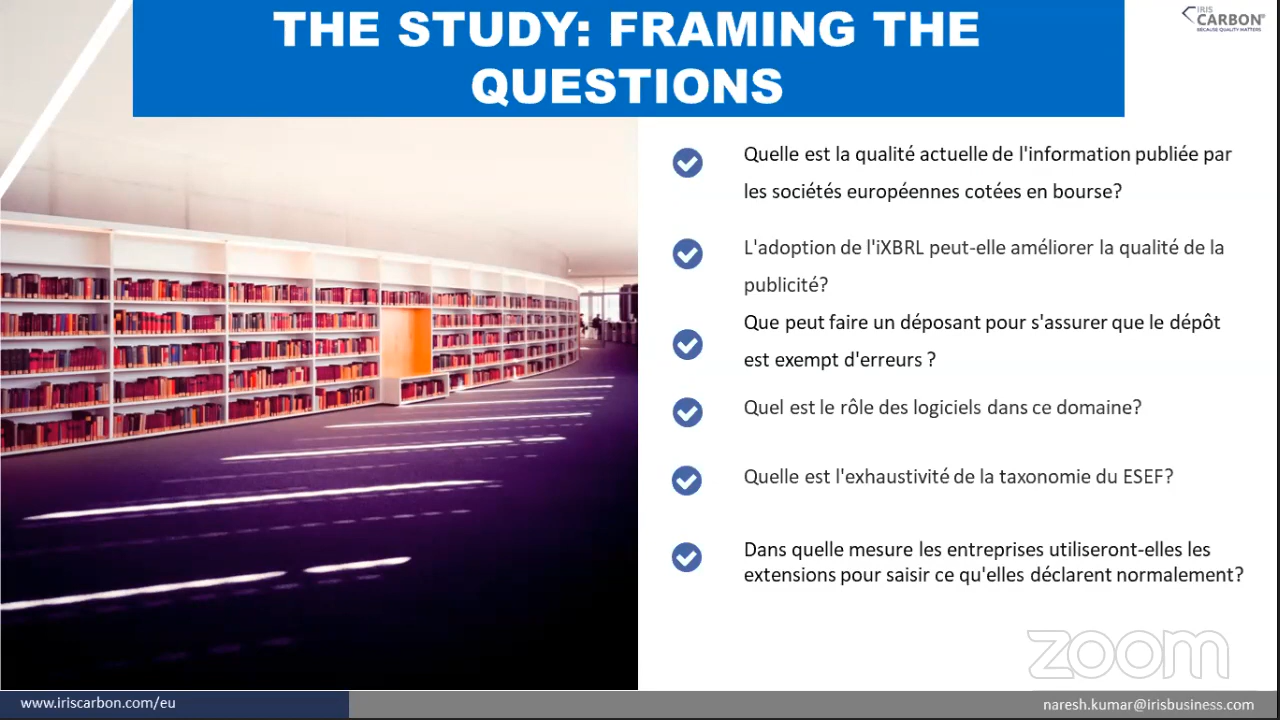 THE STUDY: FRAMING THE
QUESTIONS
IRIS
CARBON®
BECAUSE QUALITY MATTERS
Quelle est la qualité actuelle de l'information publiée par
les sociétés européennes cotées en bourse?
L'adoption de l'iXBRL peut-elle améliorer la qualité de la
publicité?
Que peut faire un déposant pour s'assurer que le dépôt
est exempt d'erreurs ?
Quel est le rôle des logiciels dans ce domaine?
Quelle est l'exhaustivité de la taxonomie du ESEF?
Dans quelle mesure les entreprises utiliseront-elles les
extensions pour saisir ce qu'elles déclarent normalement?
zoom
www.iriscarbon.com/eu
naresh.kumar@irisbusiness.com